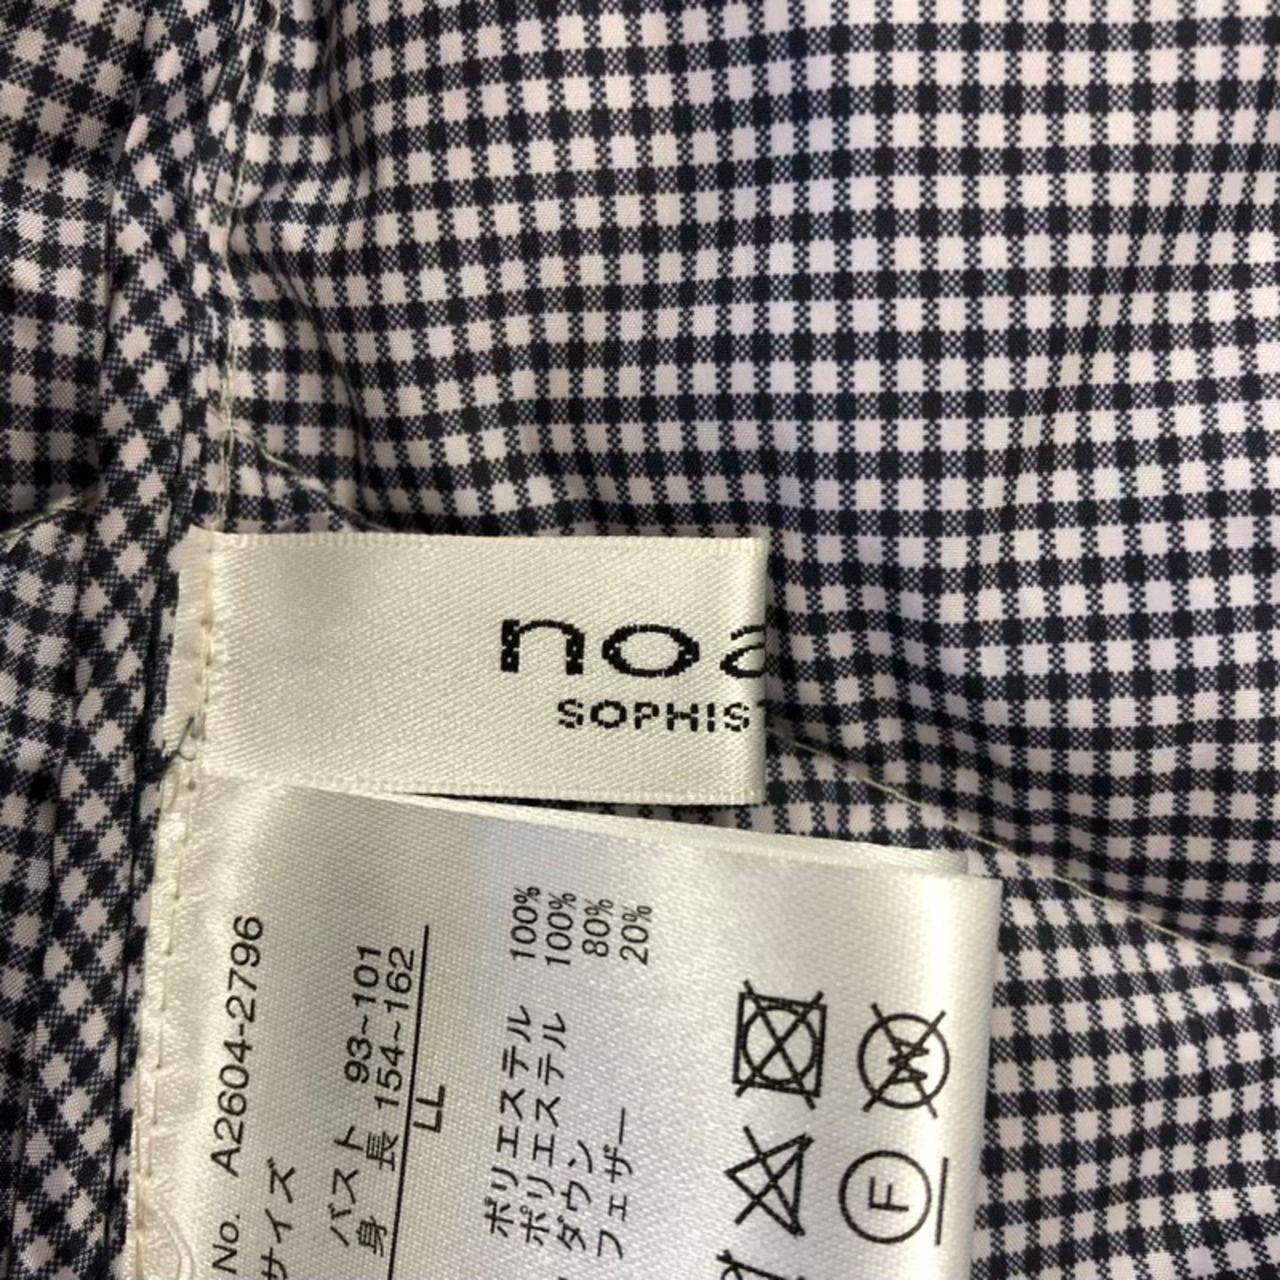 noa
SOPHIS
No. A2604-2796
サイズ
バスト 93~101
身 長 154~162
LL
ポリエステル 100%
ポリエステル 100%
ダウン 80%
フェザー 20%
W
F